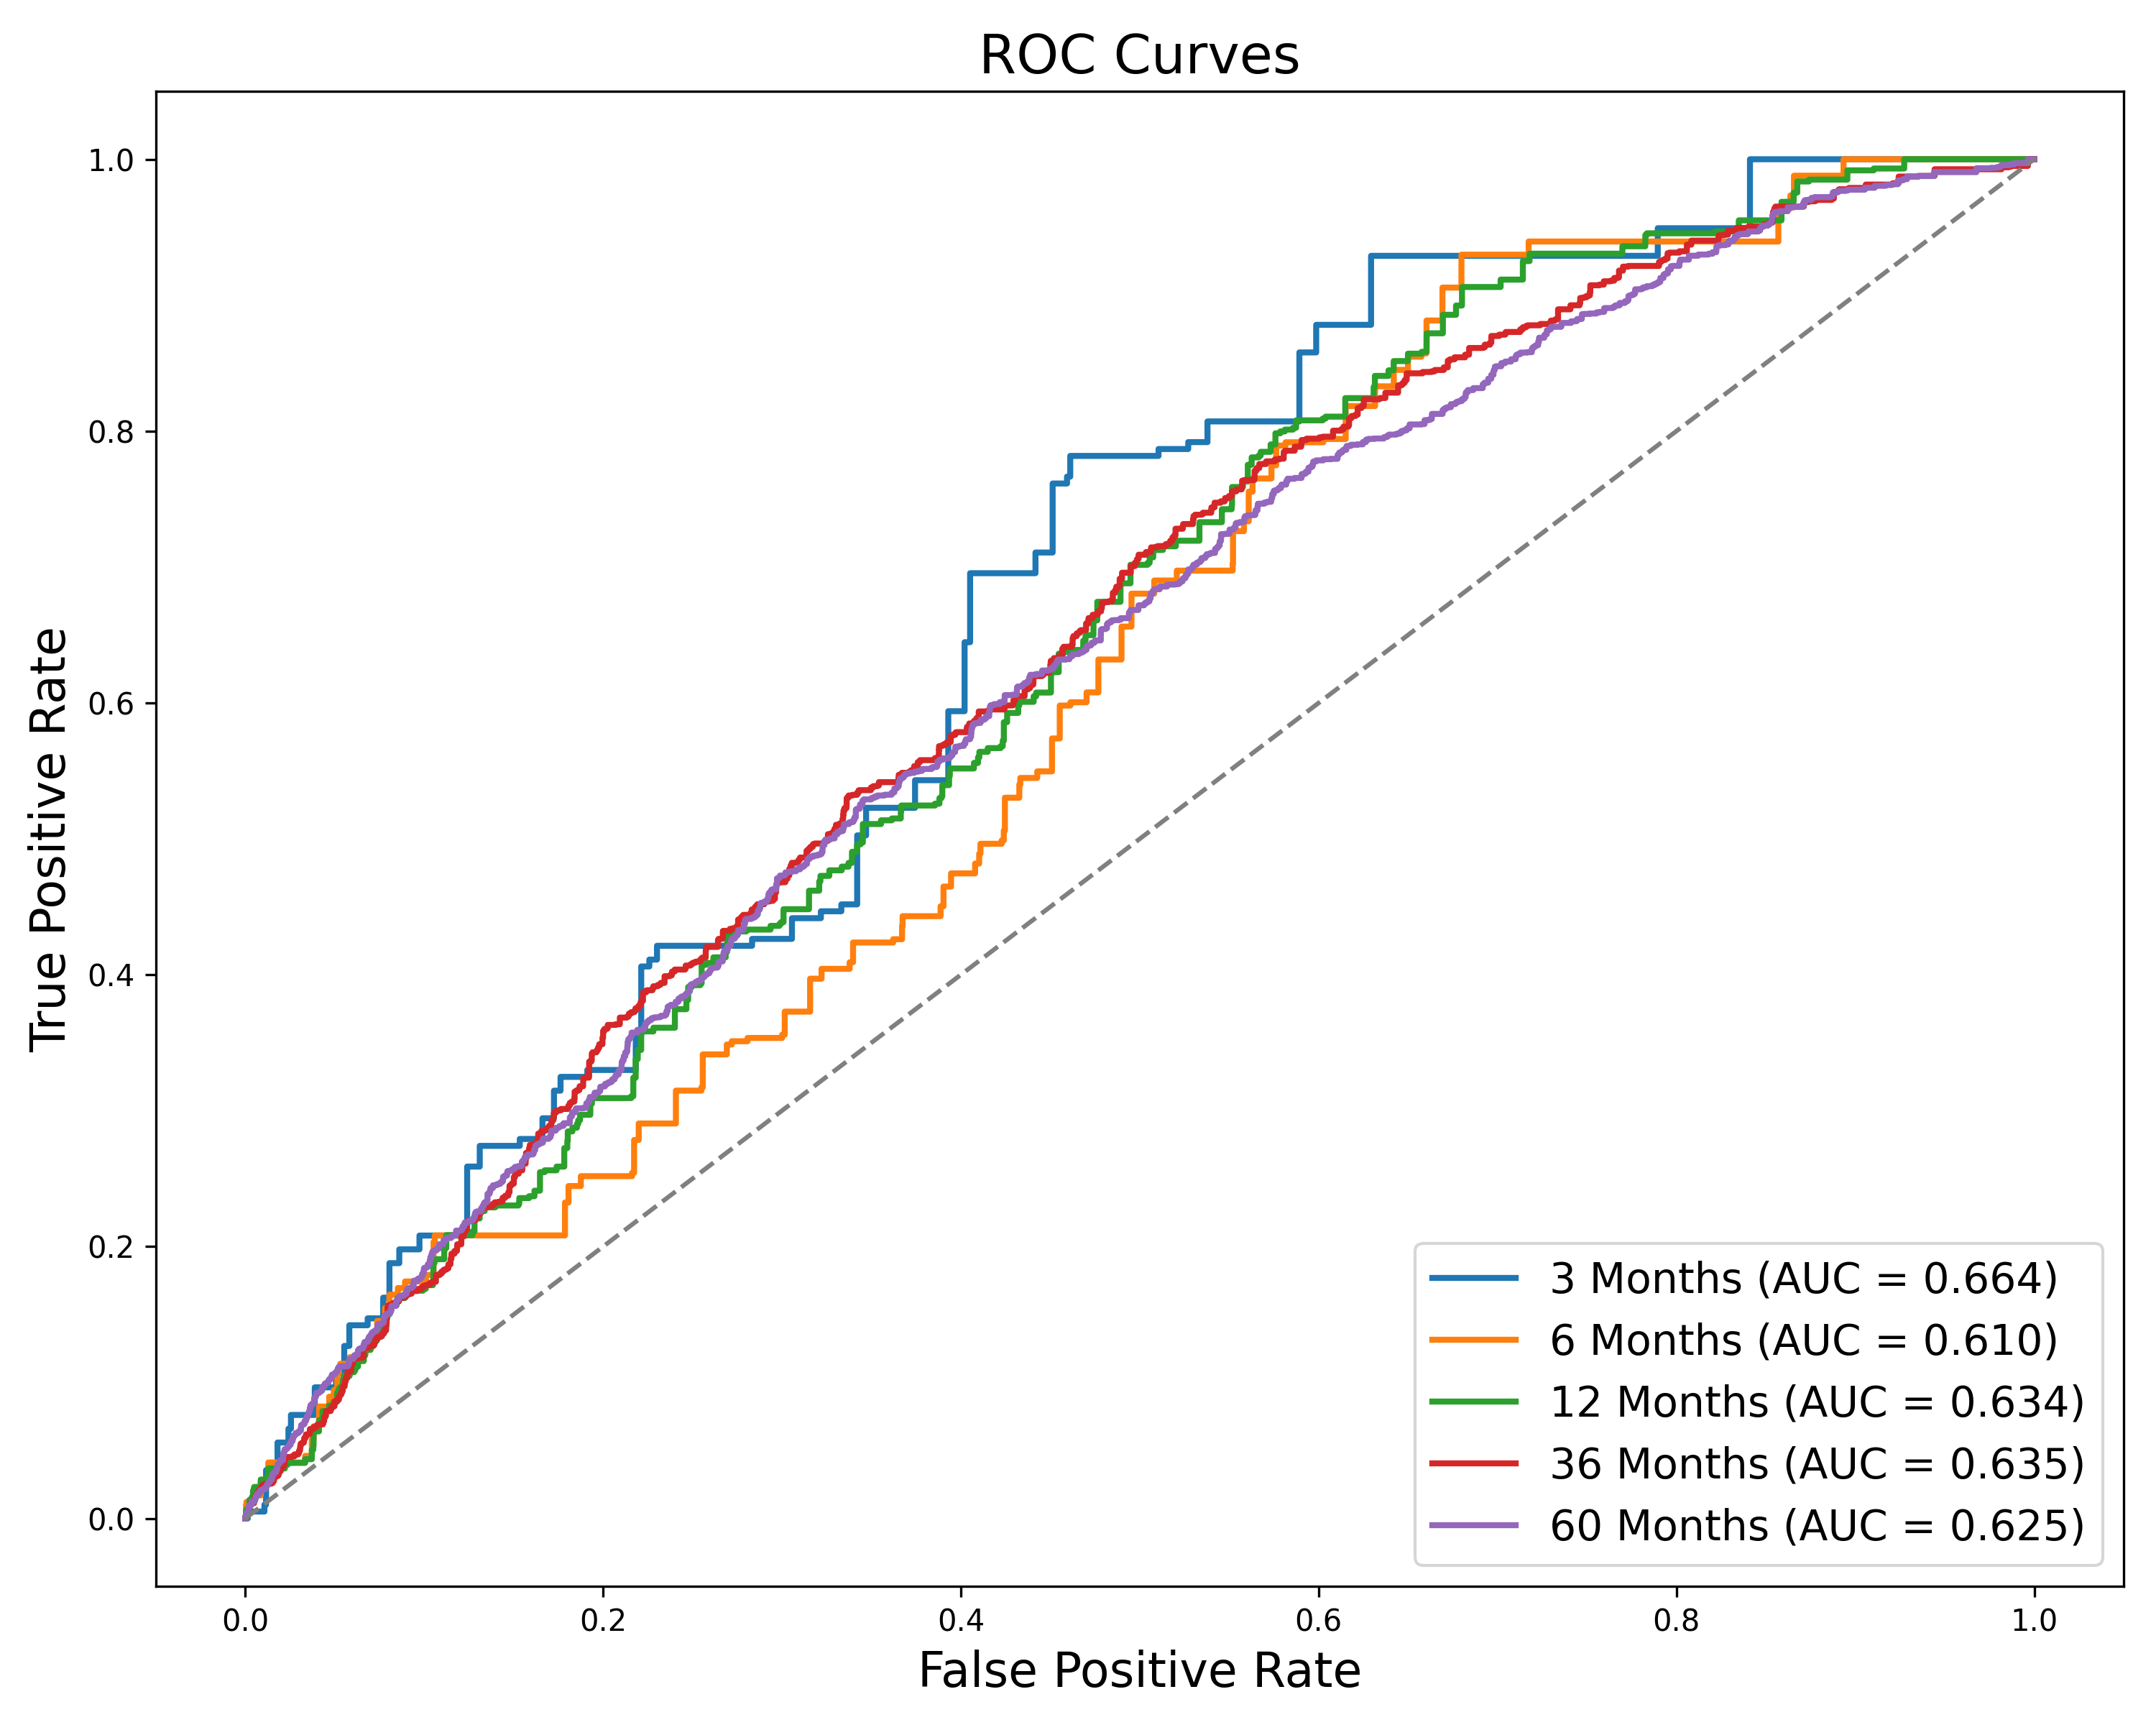 ROC Curves
True Positive Rate
1.0
0.8
0.6
0.4
0.2
0.0
0.0 0.2 0.4 0.6 0.8 1.0
False Positive Rate
3 Months (AUC = 0.664)
6 Months (AUC = 0.610)
12 Months (AUC = 0.634)
36 Months (AUC = 0.635)
60 Months (AUC = 0.625)